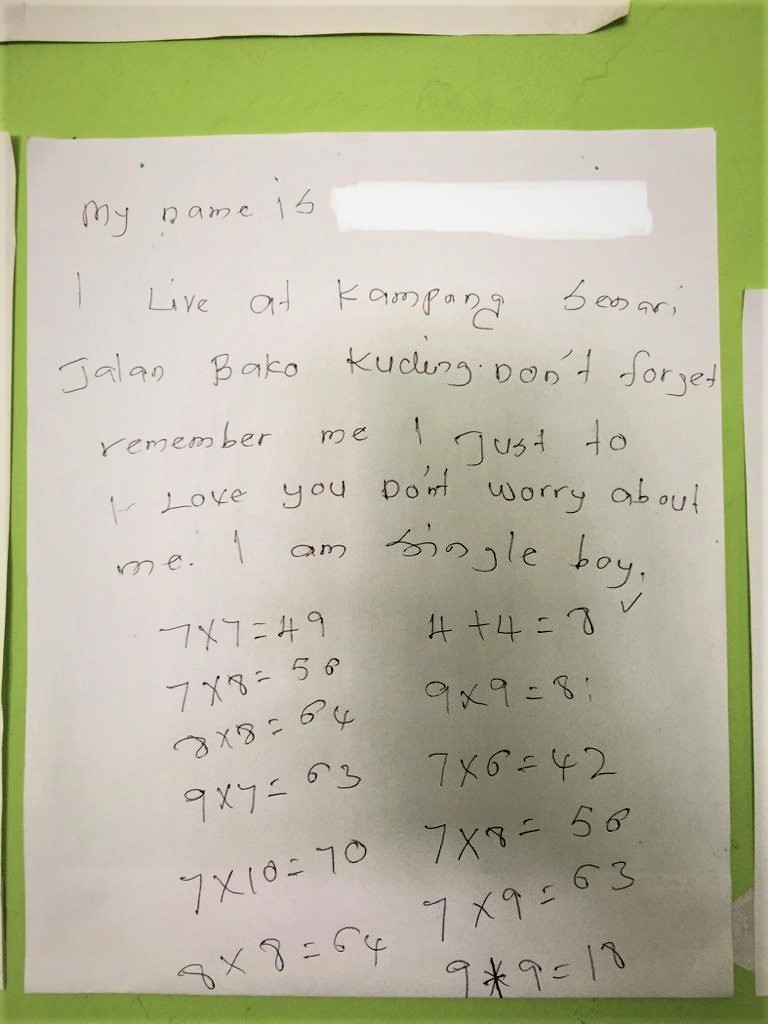 My name is
I Live at Kampong Senari
Jalan Bako Kuching. Don't forget
remember me I Just to
I Love you Don't worry about
me. I am Single boy.
7x7=49 4+4=8 ✓
7x8=56 9x9=81
8x8=64
9x7=63 7x6=42
7x10=70 7x8=56
7x9=63
8x8=64 9*9=18